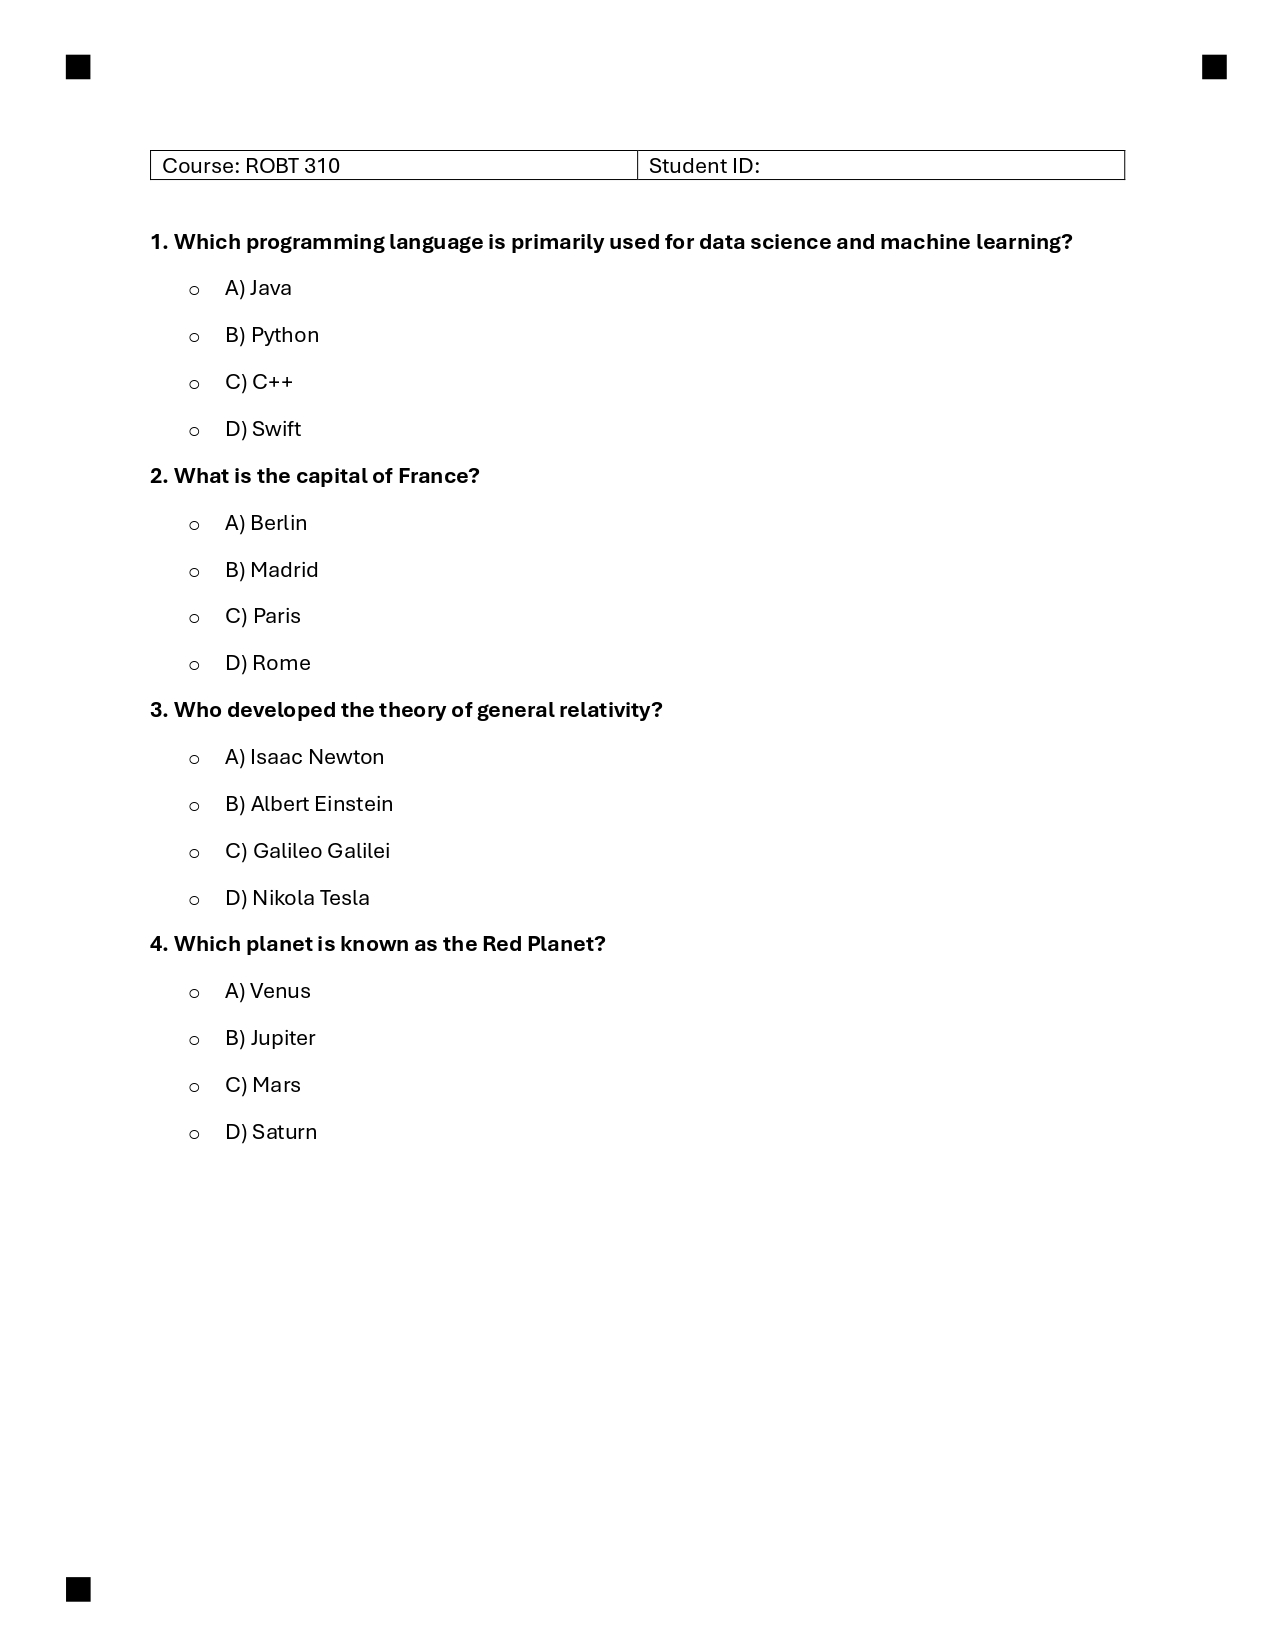 Course: ROBT 310
Student ID:
1. Which programming language is primarily used for data science and machine learning?
o A) Java
o B) Python
o C) C++
o D) Swift
2. What is the capital of France?
o A) Berlin
o B) Madrid
o C) Paris
o D) Rome
3. Who developed the theory of general relativity?
o A) Isaac Newton
o B) Albert Einstein
o C) Galileo Galilei
o D) Nikola Tesla
4. Which planet is known as the Red Planet?
o A) Venus
o B) Jupiter
o C) Mars
o D) Saturn